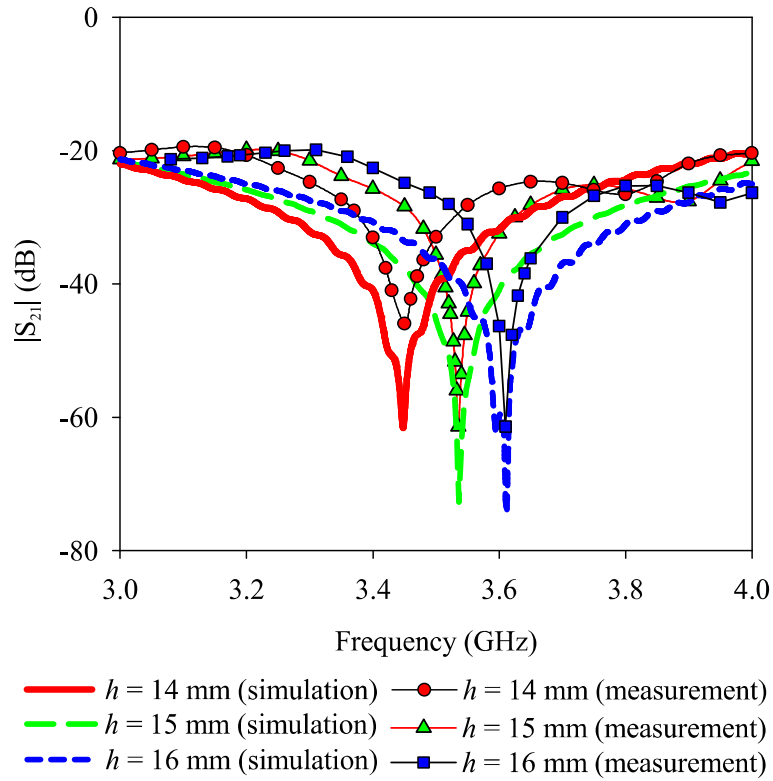 0
-20
-40
-60
-80
|S21| (dB)
3.0 3.2 3.4 3.6 3.8 4.0
Frequency (GHz)
h = 14 mm (simulation) h = 14 mm (measurement)
h = 15 mm (simulation) h = 15 mm (measurement)
h = 16 mm (simulation) h = 16 mm (measurement)